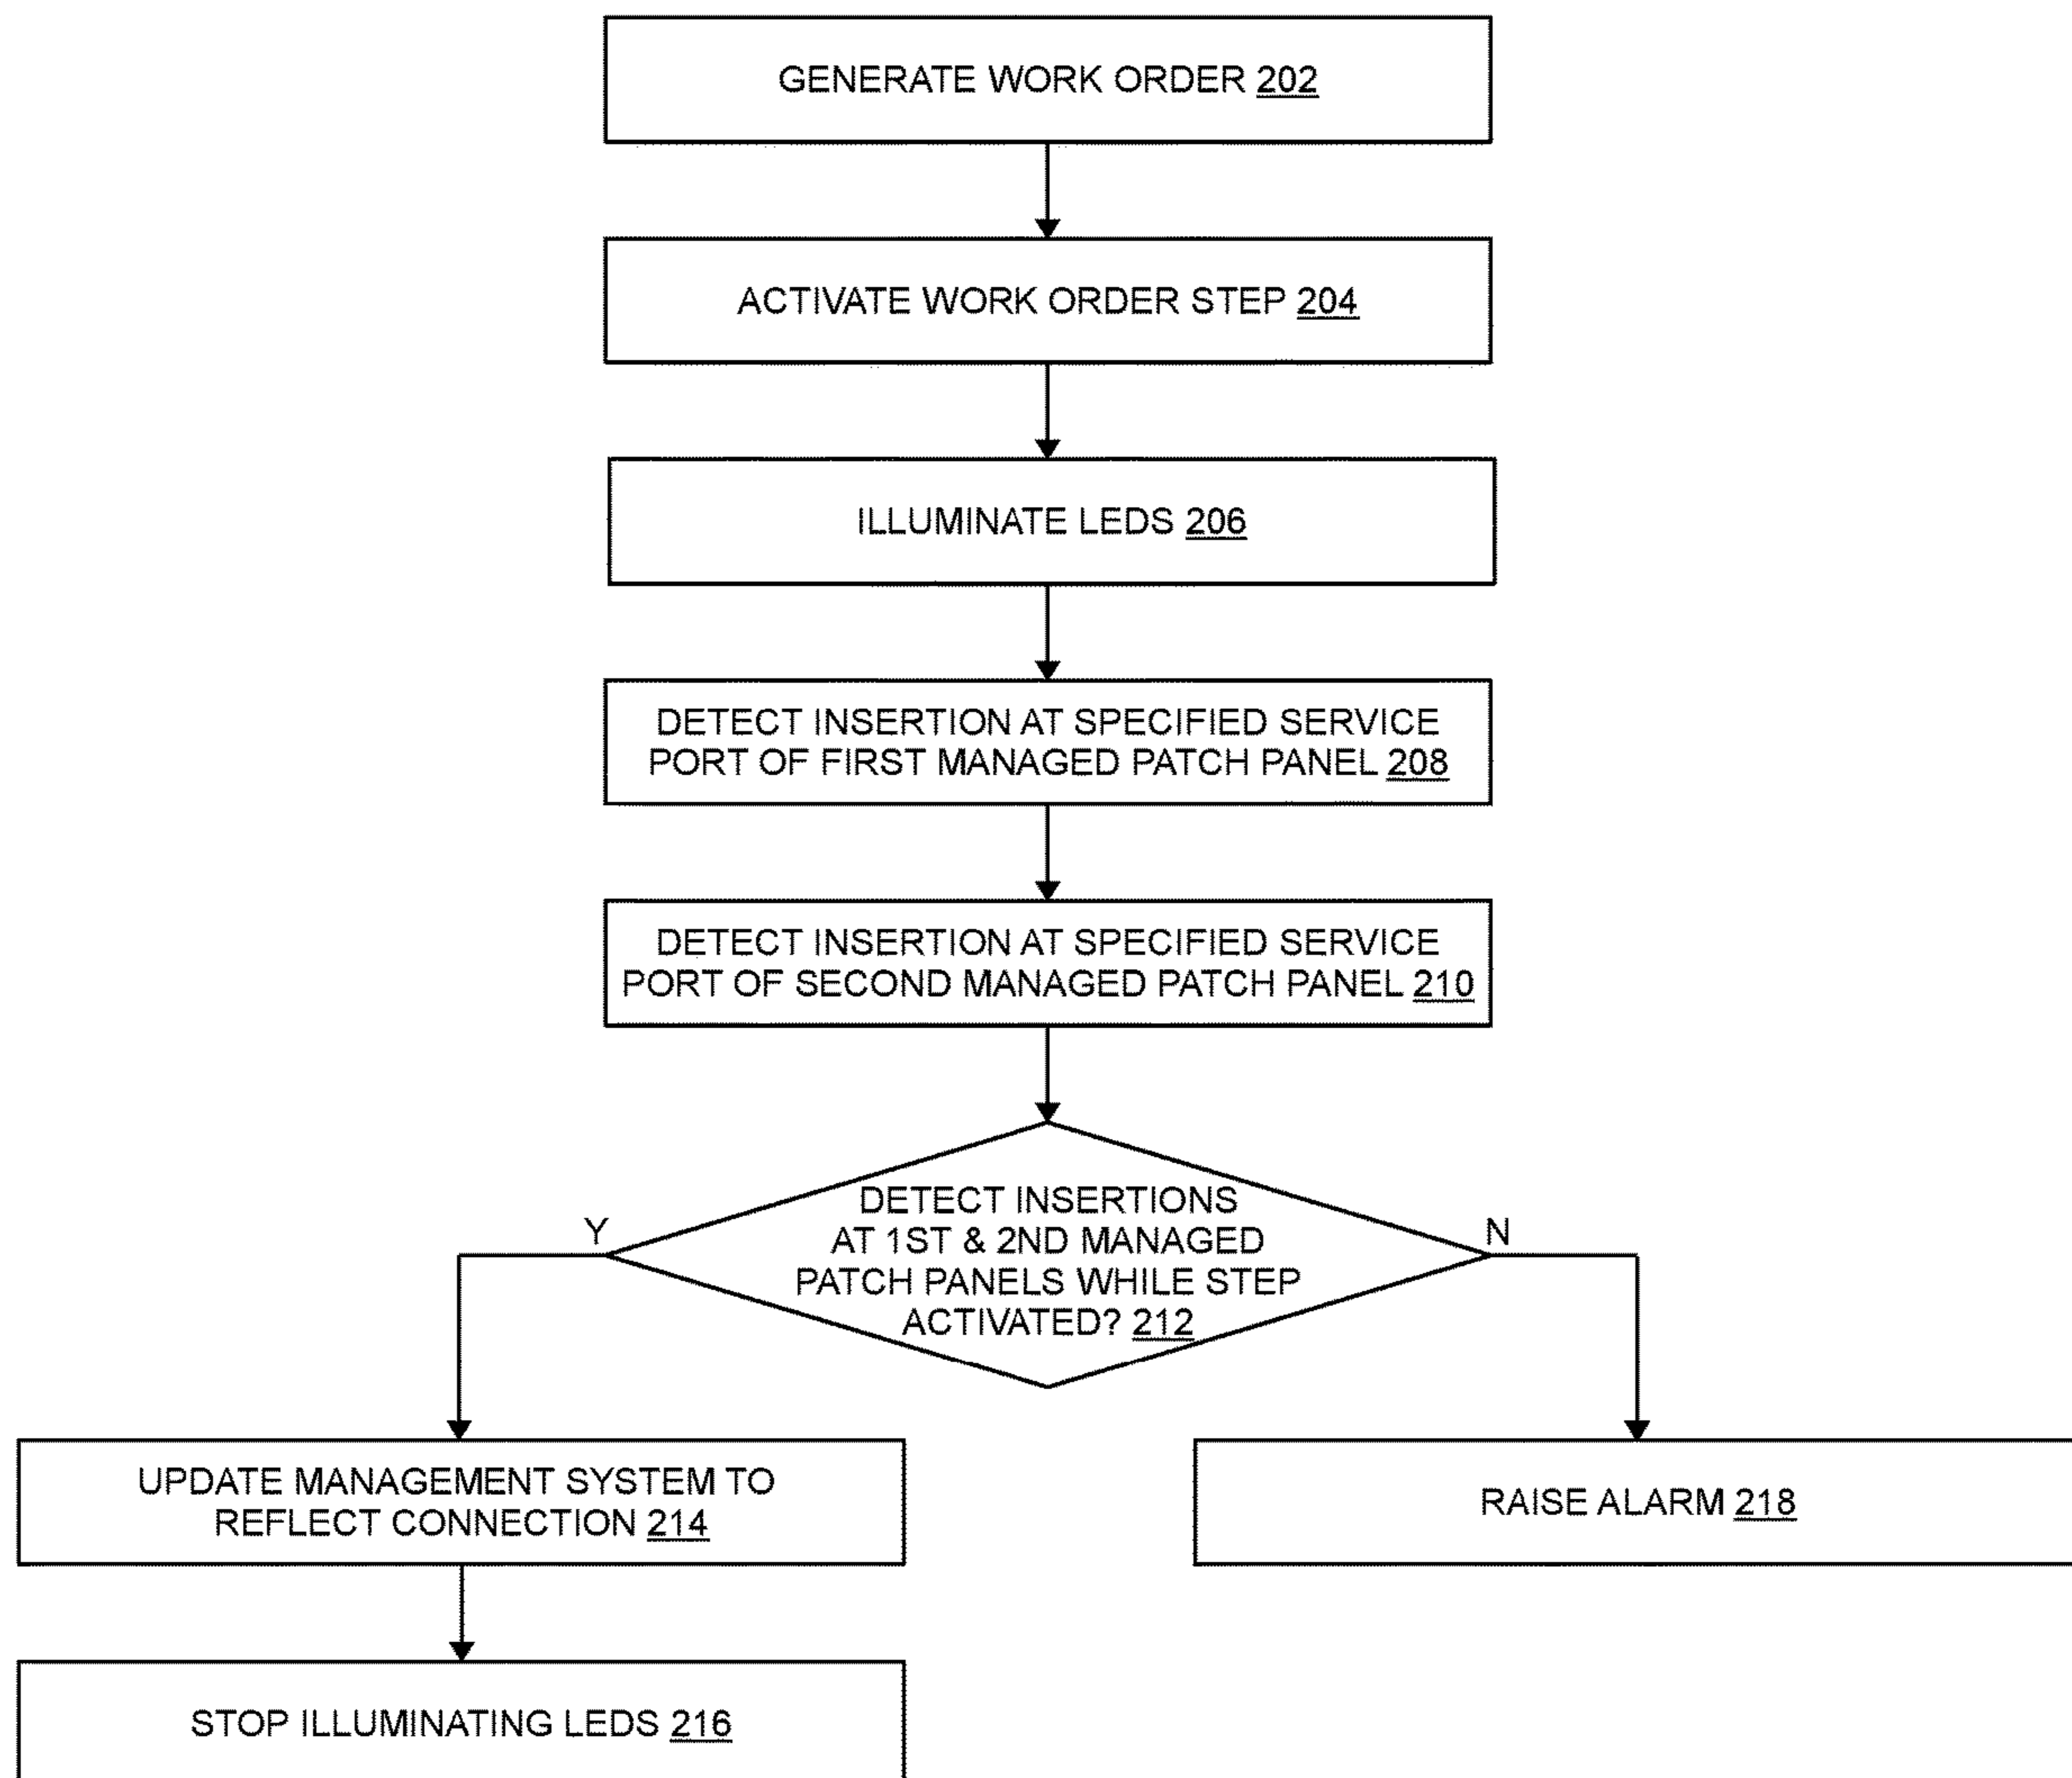 GENERATE WORK ORDER 202
ACTIVATE WORK ORDER STEP 204
ILLUMINATE LEDS 206
DETECT INSERTION AT SPECIFIED SERVICE
PORT OF FIRST MANAGED PATCH PANEL 208
DETECT INSERTION AT SPECIFIED SERVICE
PORT OF SECOND MANAGED PATCH PANEL 210
DETECT INSERTIONS
AT 1ST & 2ND MANAGED
PATCH PANELS WHILE STEP
ACTIVATED? 212
Y
N
UPDATE MANAGEMENT SYSTEM TO
REFLECT CONNECTION 214
RAISE ALARM 218
STOP ILLUMINATING LEDS 216